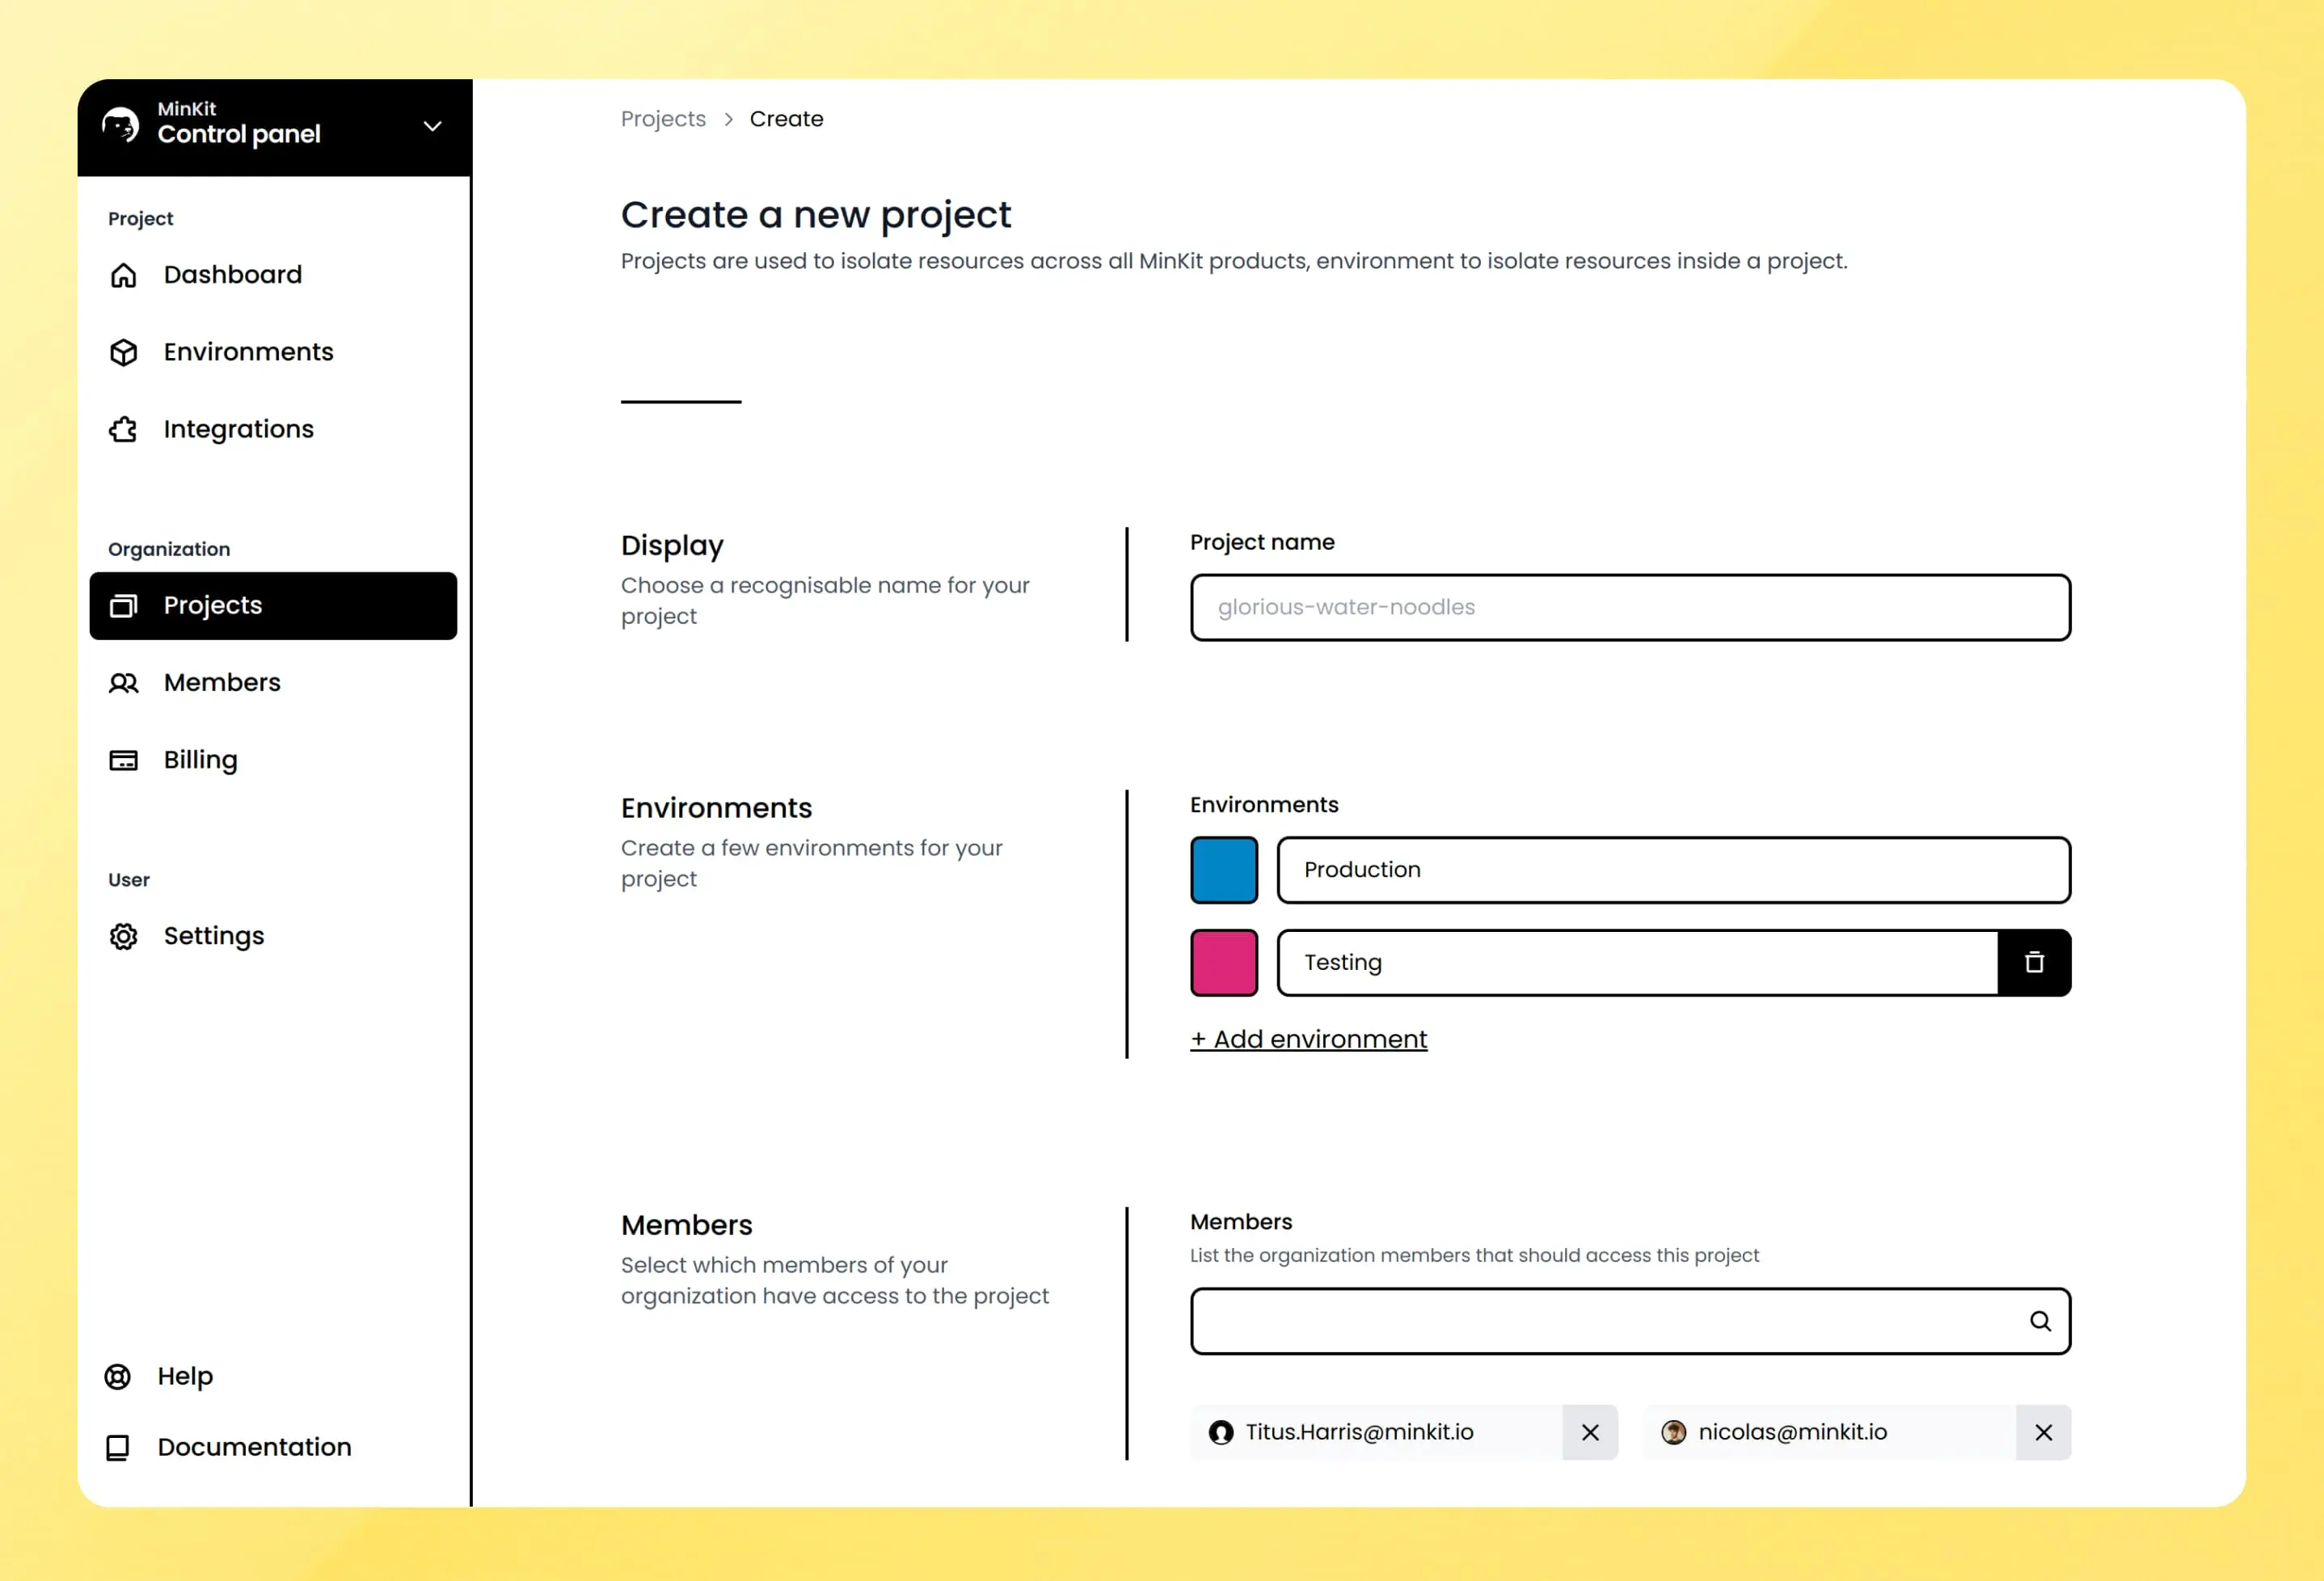 MinKit
Control panel
Project
Dashboard
Environments
Integrations
Organization
Projects
Members
Billing
User
Settings
Help
Documentation
Projects > Create
Create a new project
Projects are used to isolate resources across all MinKit products, environment to isolate resources inside a project.
Display
Choose a recognisable name for your
project
Project name
glorious-water-noodles
Environments
Create a few environments for your
project
Environments
Production
Testing
+ Add environment
Members
Select which members of your
organization have access to the project
Members
List the organization members that should access this project
Titus.Harris@minkit.io
nicolas@minkit.io